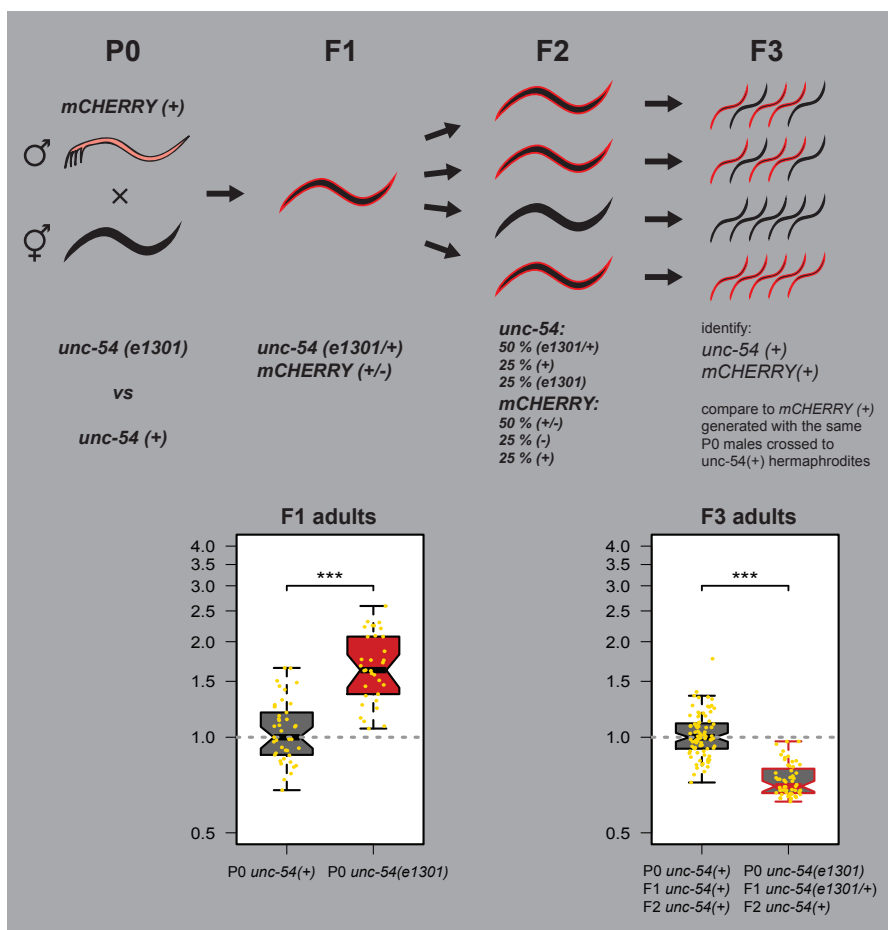 P0
F1
F2
F3
mCHERRY (+)
♂
×
⚥
unc-54 (e1301)
vs
unc-54 (+)
unc-54 (e1301/+)
mCHERRY (+/-)
unc-54:
50 % (e1301/+)
25 % (+)
25 % (e1301)
mCHERRY:
50 % (+/-)
25 % (-)
25 % (+)
identify:
unc-54 (+)
mCHERRY(+)
compare to mCHERRY (+)
generated with the same
P0 males crossed to
unc-54(+) hermaphrodites
F1 adults
4.0
3.5
3.0
2.5
2.0
1.5
1.0
0.5
***
P0 unc-54(+) P0 unc-54(e1301)
F3 adults
4.0
3.5
3.0
2.5
2.0
1.5
1.0
0.5
***
P0 unc-54(+) P0 unc-54(e1301)
F1 unc-54(+) F1 unc-54(e1301/+)
F2 unc-54(+) F2 unc-54(+)